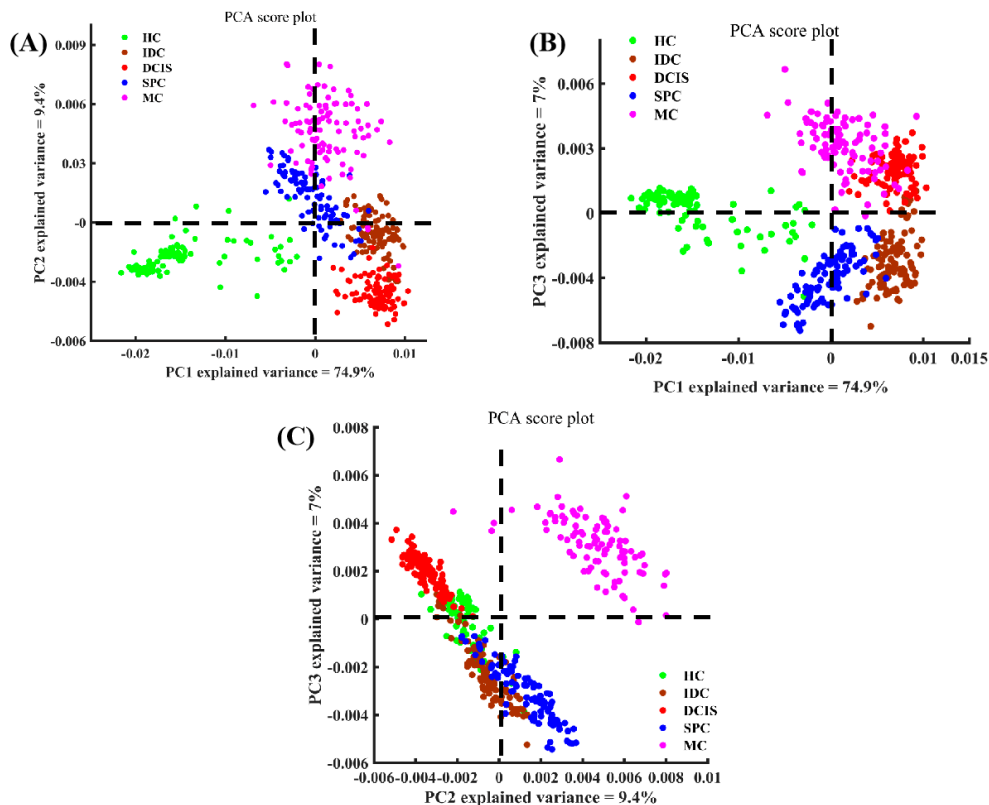 (A)
PCA score plot
HC
IDC
DCIS
SPC
MC
PC2 explained variance = 9.4%
0.009
0.006
0.03
-0
-0.004
-0.006
-0.02
-0.01
0
0.01
PC1 explained variance = 74.9%
(B)
PCA score plot
HC
IDC
DCIS
SPC
MC
PC3 explained variance = 7%
0.006
0.003
0
-0.004
-0.008
-0.02
-0.01
0
0.01
0.015
PC1 explained variance = 74.9%
(C)
PCA score plot
PC3 explained variance = 7%
0.008
0.006
0.004
0.002
0
-0.002
-0.004
-0.006
HC
IDC
DCIS
SPC
MC
-0.006
-0.004
-0.002
0
0.002
0.004
0.006
0.008
0.01
PC2 explained variance = 9.4%